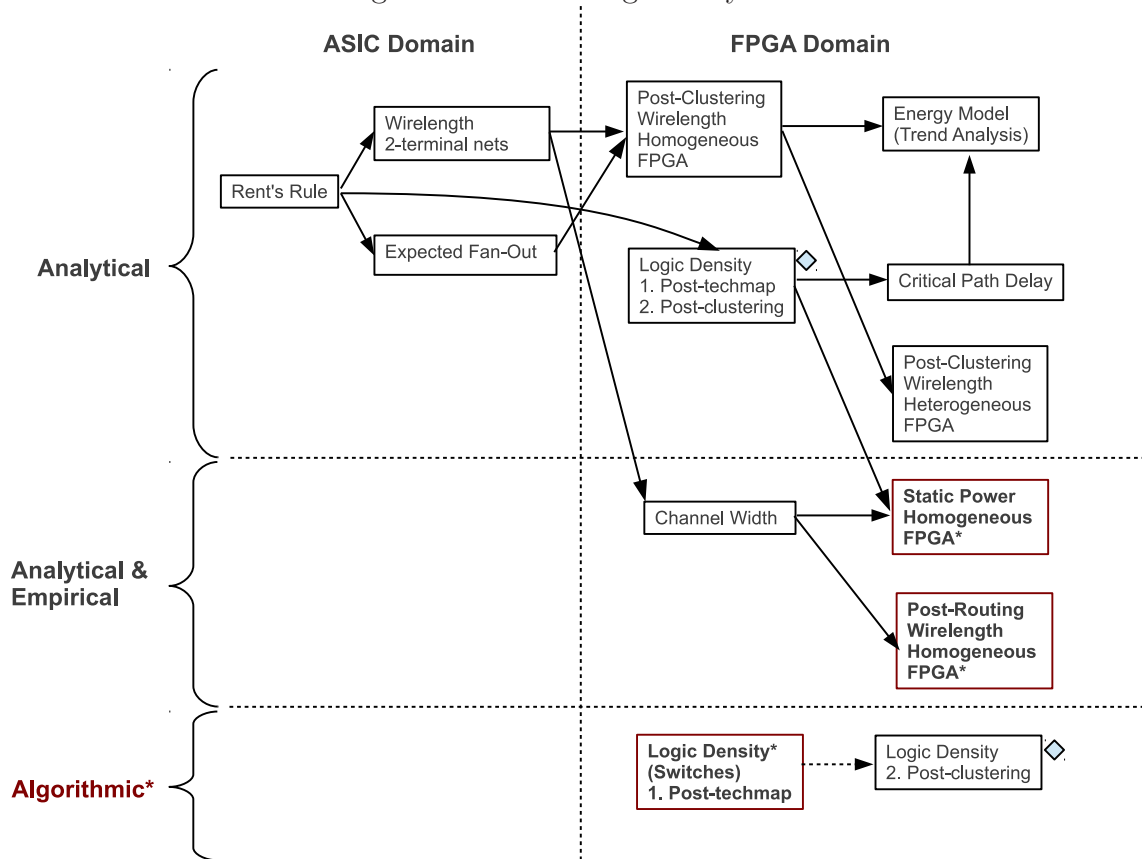 ASIC Domain
FPGA Domain
Analytical
Rent's Rule
Wirelength
2-terminal nets
Expected Fan-Out
Post-Clustering
Wirelength
Homogeneous
FPGA
Energy Model
(Trend Analysis)
Logic Density
1. Post-techmap
2. Post-clustering
Critical Path Delay
Post-Clustering
Wirelength
Heterogeneous
FPGA
Analytical &
Empirical
Channel Width
Static Power
Homogeneous
FPGA*
Post-Routing
Wirelength
Homogeneous
FPGA*
Algorithmic*
Logic Density*
(Switches)
1. Post-techmap
Logic Density
2. Post-clustering